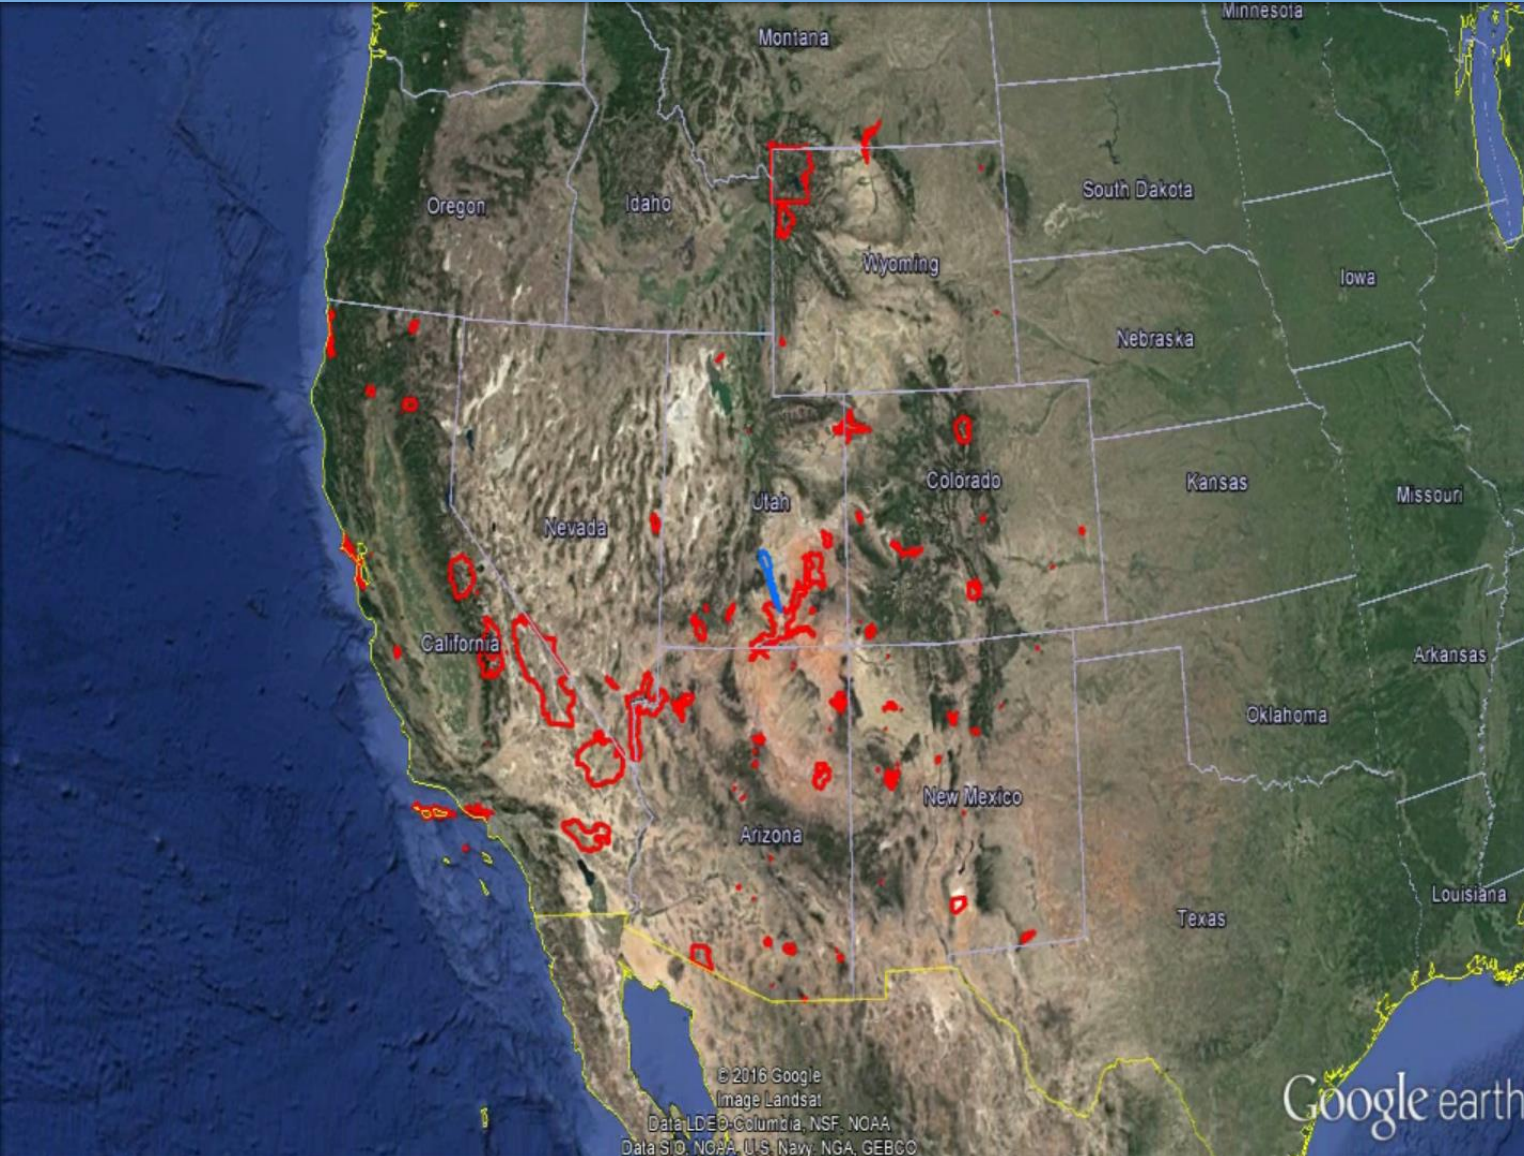 Minnesota
Montana
South Dakota
Oregon
Idaho
Wyoming
Iowa
Nebraska
Colorado
Kansas
Missouri
Utah
Nevada
California
Arkansas
Oklahoma
New Mexico
Arizona
Louisiana
Texas
© 2016 Google
Image Landsat
Data LDEO-Columbia, NSF, NOAA
Data SIO, NOAA, U.S. Navy, NGA, GEBCO
Google earth